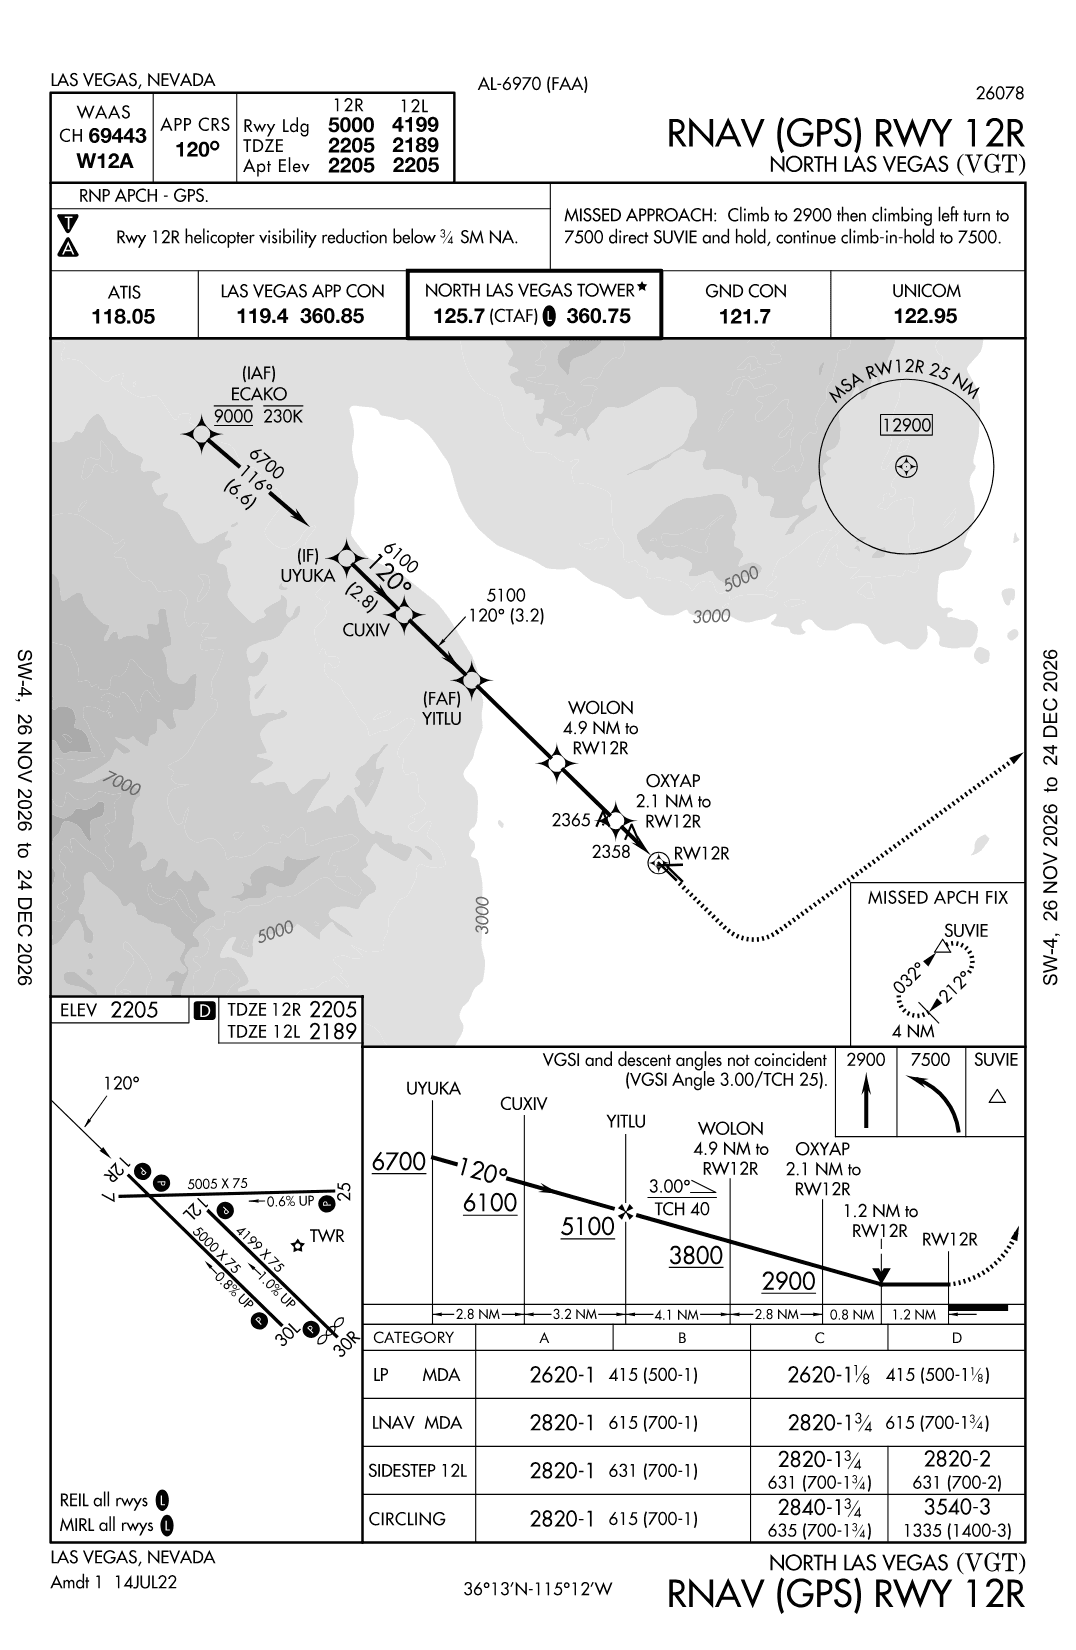 LAS VEGAS, NEVADA
AL-6970 (FAA)
26078
WAAS
CH 69443
W12A
APP CRS
120°
12R 12L
Rwy Ldg 5000 4199
TDZE 2205 2189
Apt Elev 2205 2205
RNAV (GPS) RWY 12R
NORTH LAS VEGAS (VGT)
RNP APCH - GPS.
T
A
Rwy 12R helicopter visibility reduction below ¾ SM NA.
MISSED APPROACH: Climb to 2900 then climbing left turn to
7500 direct SUVIE and hold, continue climb-in-hold to 7500.
ATIS
118.05
LAS VEGAS APP CON
119.4 360.85
NORTH LAS VEGAS TOWER★
125.7 (CTAF) L 360.75
GND CON
121.7
UNICOM
122.95
(IAF)
ECAKO
9000 230K
6700
116°
(6.6)
MSA RW12R 25 NM
12900
(IF)
UYUKA
6100
120°
(2.8)
CUXIV
5100
120° (3.2)
5000
3000
(FAF)
YITLU
WOLON
4.9 NM to
RW12R
7000
OXYAP
2.1 NM to
RW12R
2365
2358
RW12R
5000
3000
MISSED APCH FIX
SUVIE
032°
212°
4 NM
SW-4, 26 NOV 2026 to 24 DEC 2026
SW-4, 26 NOV 2026 to 24 DEC 2026
ELEV 2205
D
TDZE 12R 2205
TDZE 12L 2189
120°
12R
P
P
7
5005 X 75
0.6% UP
P
25
12L
P
TWR
4199 X 75
1.0% UP
5000 X 75
0.8% UP
P
30L
P
30R
REIL all rwys L
MIRL all rwys L
VGSI and descent angles not coincident
(VGSI Angle 3.00/TCH 25).
2900
7500
SUVIE
UYUKA
CUXIV
YITLU
WOLON
4.9 NM to
RW12R
OXYAP
2.1 NM to
RW12R
1.2 NM to
RW12R
RW12R
6700
120°
6100
5100
3.00°
TCH 40
3800
2900
2.8 NM
3.2 NM
4.1 NM
2.8 NM
0.8 NM
1.2 NM
CATEGORY A B C D
LP MDA 2620-1 415 (500-1) 2620-1⅛ 415 (500-1⅛)
LNAV MDA 2820-1 615 (700-1) 2820-1¾ 615 (700-1¾)
SIDESTEP 12L 2820-1 631 (700-1) 2820-1¾ 631 (700-1¾) 2820-2 631 (700-2)
CIRCLING 2820-1 615 (700-1) 2840-1¾ 635 (700-1¾) 3540-3 1335 (1400-3)
LAS VEGAS, NEVADA
Amdt 1 14JUL22
36°13'N-115°12'W
NORTH LAS VEGAS (VGT)
RNAV (GPS) RWY 12R